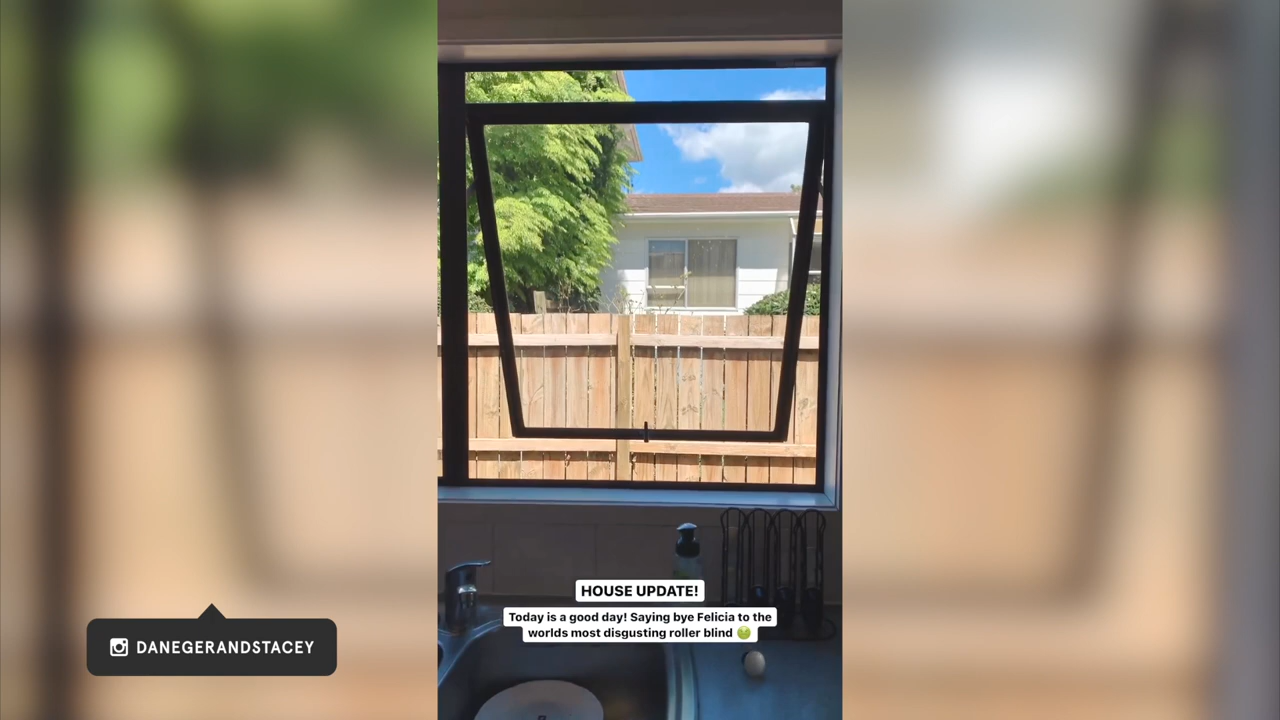 HOUSE UPDATE!
Today is a good day! Saying bye Felicia to the
worlds most disgusting roller blind 🤢
DANEGERANDSTACEY